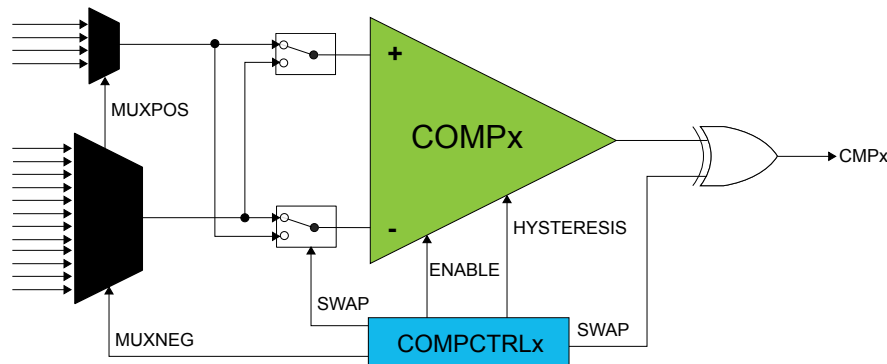 MUXPOS
+
COMPx
CMPx
-
HYSTERESIS
ENABLE
SWAP
SWAP
MUXNEG
COMPCTRLx